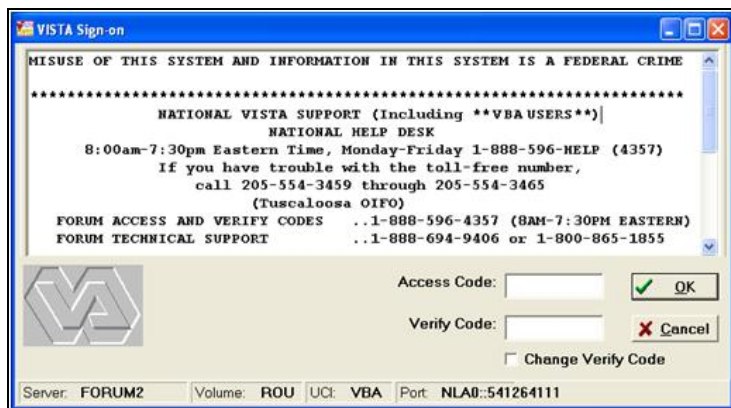 VISTA Sign-on
MISUSE OF THIS SYSTEM AND INFORMATION IN THIS SYSTEM IS A FEDERAL CRIME
***********************************************************************
NATIONAL VISTA SUPPORT (Including **VBA USERS**)
NATIONAL HELP DESK
8:00am-7:30pm Eastern Time, Monday-Friday 1-888-596-HELP (4357)
If you have trouble with the toll-free number,
call 205-554-3459 through 205-554-3465
(Tuscaloosa OIFO)
FORUM ACCESS AND VERIFY CODES ..1-888-596-4357 (8AM-7:30PM EASTERN)
FORUM TECHNICAL SUPPORT ..1-888-694-9406 or 1-800-865-1855
Access Code: OK
Verify Code: Cancel
Change Verify Code
Server: FORUM2 Volume: ROU UCI: VBA Port: NLA0::541264111